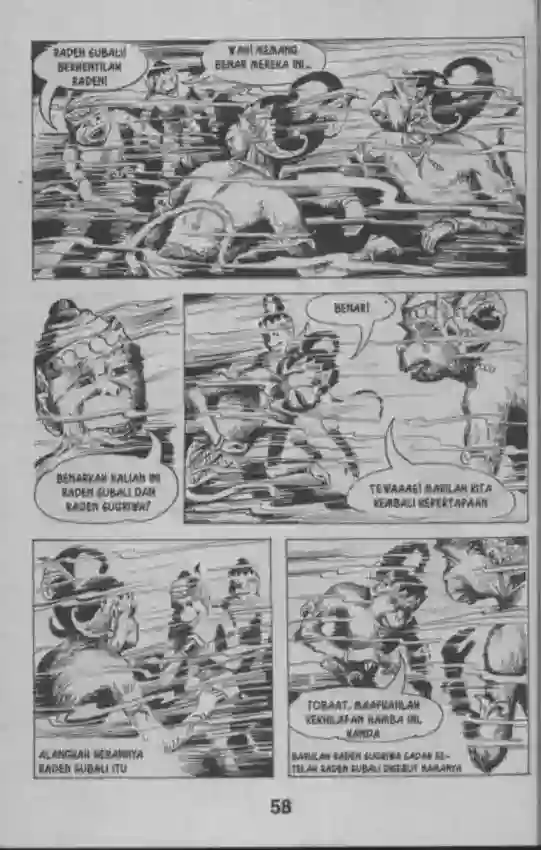 RADEN SUBALI!
BERHENTILAH
RADEN!
WAH! MEMANG
BENAR MEREKA INI...
BENARKAH KALIAN INI
RADEN SUBALI DAN
RADEN SUGRIWA?
BENAR!
TEWAAAS! MARILAH KITA
KEMBALI KEPERTAPAAN
ALANGKAH HERANNYA
RADEN SUBALI ITU
TOBAAT, MAAFKANLAH
KEKHILAFAN HAMBA INI,
KANDA
BARULAH RADEN SUGRIWA SADAR SE-
TELAH RADEN SUBALI DISEBUT NAMANYA
58